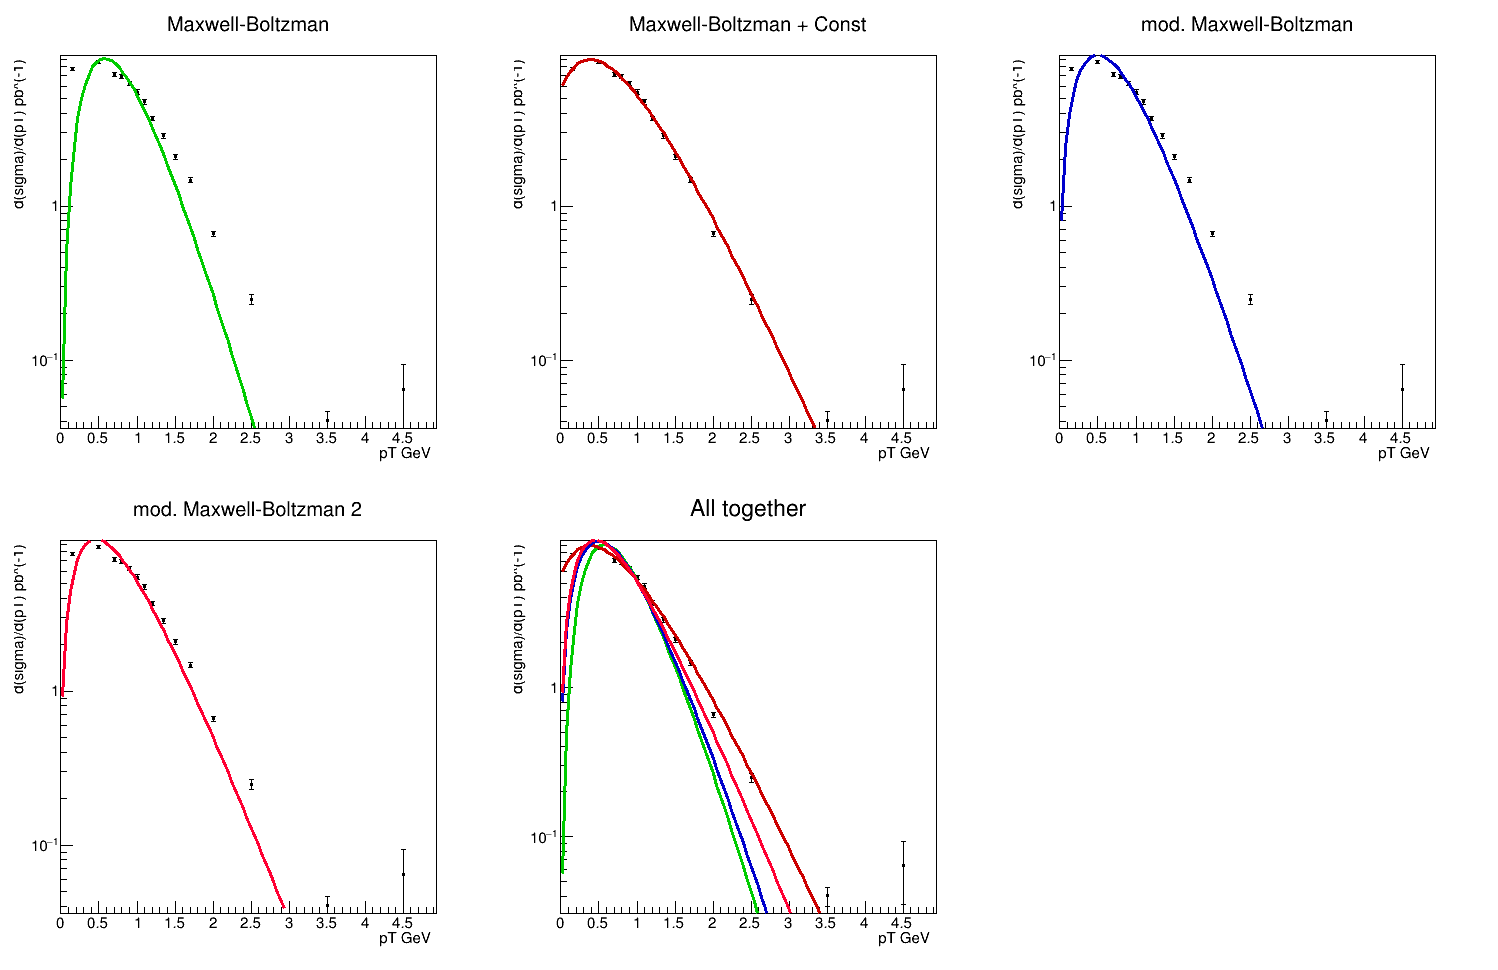 Maxwell-Boltzman
d(sigma)/d(pT) pb^(-1)
1
10⁻¹
0 0.5 1 1.5 2 2.5 3 3.5 4 4.5
pT GeV
Maxwell-Boltzman + Const
d(sigma)/d(pT) pb^(-1)
1
10⁻¹
0 0.5 1 1.5 2 2.5 3 3.5 4 4.5
pT GeV
mod. Maxwell-Boltzman
d(sigma)/d(pT) pb^(-1)
1
10⁻¹
0 0.5 1 1.5 2 2.5 3 3.5 4 4.5
pT GeV
mod. Maxwell-Boltzman 2
d(sigma)/d(pT) pb^(-1)
1
10⁻¹
0 0.5 1 1.5 2 2.5 3 3.5 4 4.5
pT GeV
All together
d(sigma)/d(pT) pb^(-1)
1
10⁻¹
0 0.5 1 1.5 2 2.5 3 3.5 4 4.5
pT GeV